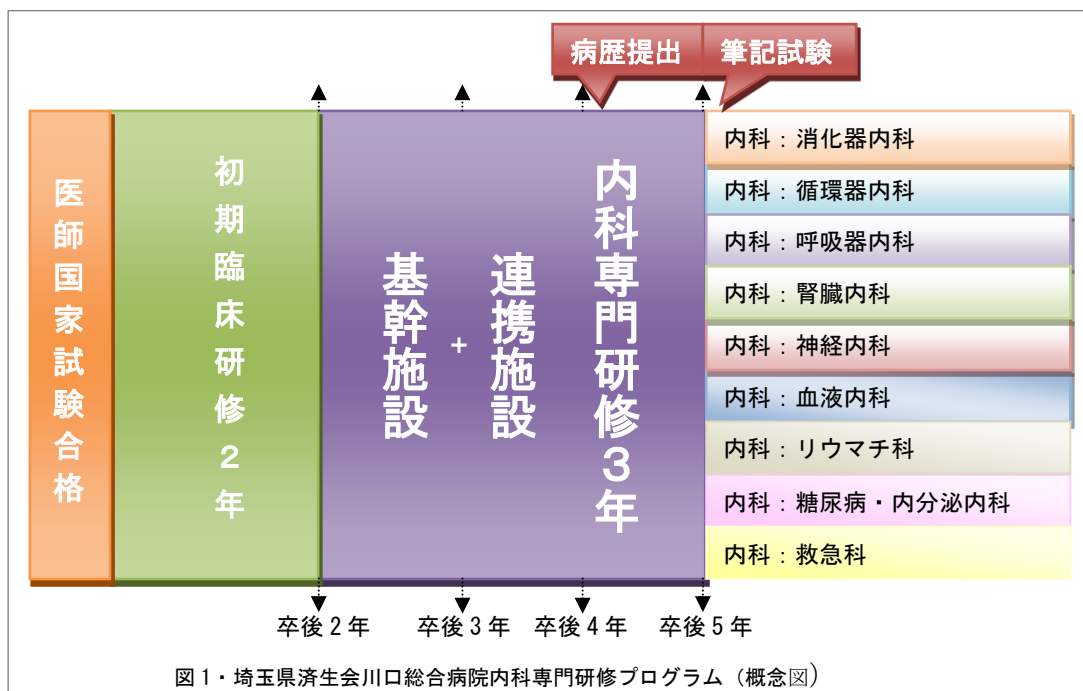 病歴提出
筆記試験
医師国家試験合格
初期臨床研修２年
基幹施設
+
連携施設
内科専門研修３年
内科：消化器内科
内科：循環器内科
内科：呼吸器内科
内科：腎臓内科
内科：神経内科
内科：血液内科
内科：リウマチ科
内科：糖尿病・内分泌内科
内科：救急科
卒後２年
卒後３年
卒後４年
卒後５年
図１・埼玉県済生会川口総合病院内科専門研修プログラム（概念図）